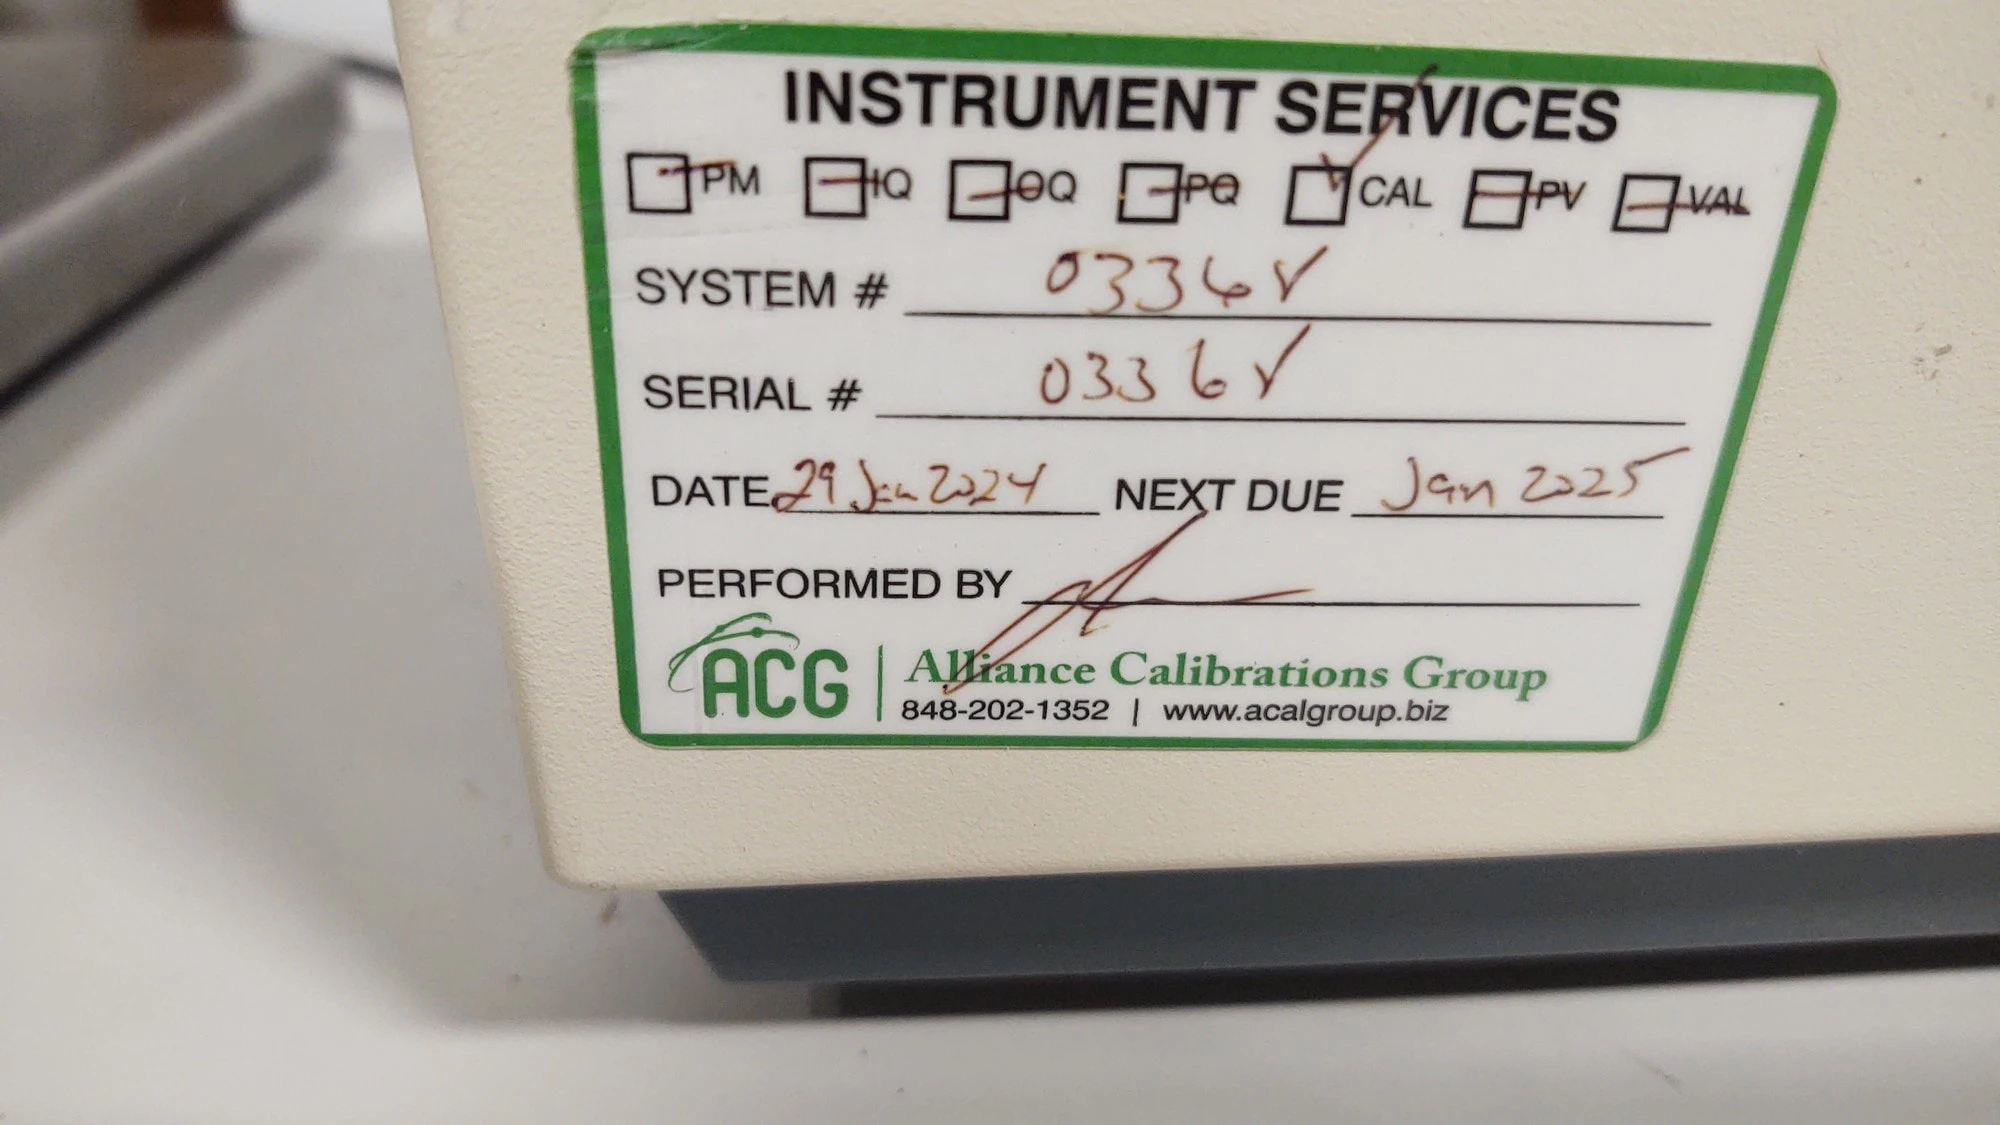 INSTRUMENT SERVICES
☐ PM ☐ IQ ☐ OQ ☐ PQ ☑ CAL ☐ PV ☐ VAL
SYSTEM # 0336V
SERIAL # 0336V
DATE 29 Jan 2024 NEXT DUE Jan 2025
PERFORMED BY
ACG | Alliance Calibrations Group
848-202-1352 | www.acalgroup.biz